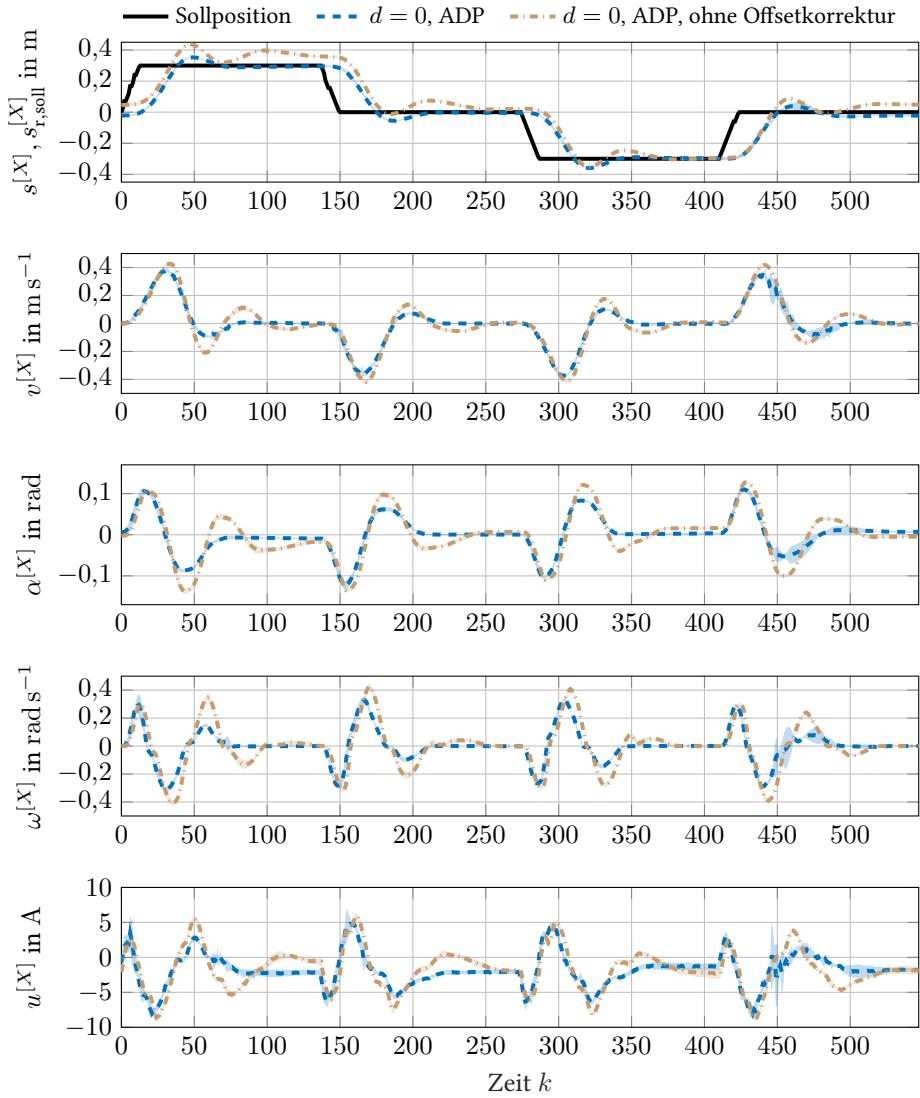 Sollposition d = 0, ADP d = 0, ADP, ohne Offsetkorrektur
s^[X], s_r,soll^[X] in m
0,4
0,2
0
−0,2
−0,4
0 50 100 150 200 250 300 350 400 450 500
v^[X] in m s^−1
0,4
0,2
0
−0,2
−0,4
0 50 100 150 200 250 300 350 400 450 500
α^[X] in rad
0,1
0
−0,1
0 50 100 150 200 250 300 350 400 450 500
ω^[X] in rad s^−1
0,4
0,2
0
−0,2
−0,4
0 50 100 150 200 250 300 350 400 450 500
u^[X] in A
10
5
0
−5
−10
0 50 100 150 200 250 300 350 400 450 500
Zeit k